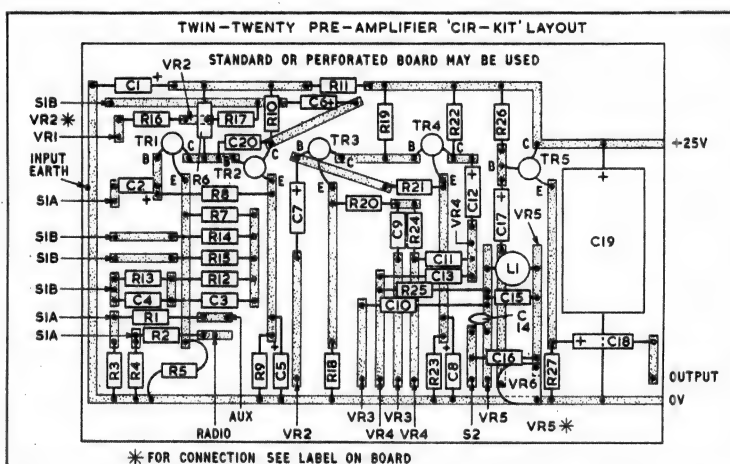 TWIN-TWENTY PRE-AMPLIFIER 'CIR-KIT' LAYOUT
STANDARD OR PERFORATED BOARD MAY BE USED
C1 +
VR2
R11
S1B
C6+
VR2*
R16
R17
R10
R19
R22
R26
VR1
TR1
C
C20
TR3
TR4
C
C
+25V
INPUT EARTH
B
B
C
B
C
B
B
TR5
C2
+
R6
TR2
E
E
R21
E
C12
+
E
S1A
R8
E
C7
+
R20
VR4
C17
+
VR5
+
C19
S1B
R7
R14
C9
R24
S1B
R15
C11
L1
R13
R12
C13
R25
C15
S1A
C4
C3
C10
C
14
S1A
R1
R2
R3
R4
R5
R9
+
C5
R18
R23
+
C8
C16
VR6
R27
+
C18
OUTPUT
0V
AUX
RADIO
VR2
VR3
VR3
VR4
VR4
S2
VR5
VR5*
* FOR CONNECTION SEE LABEL ON BOARD